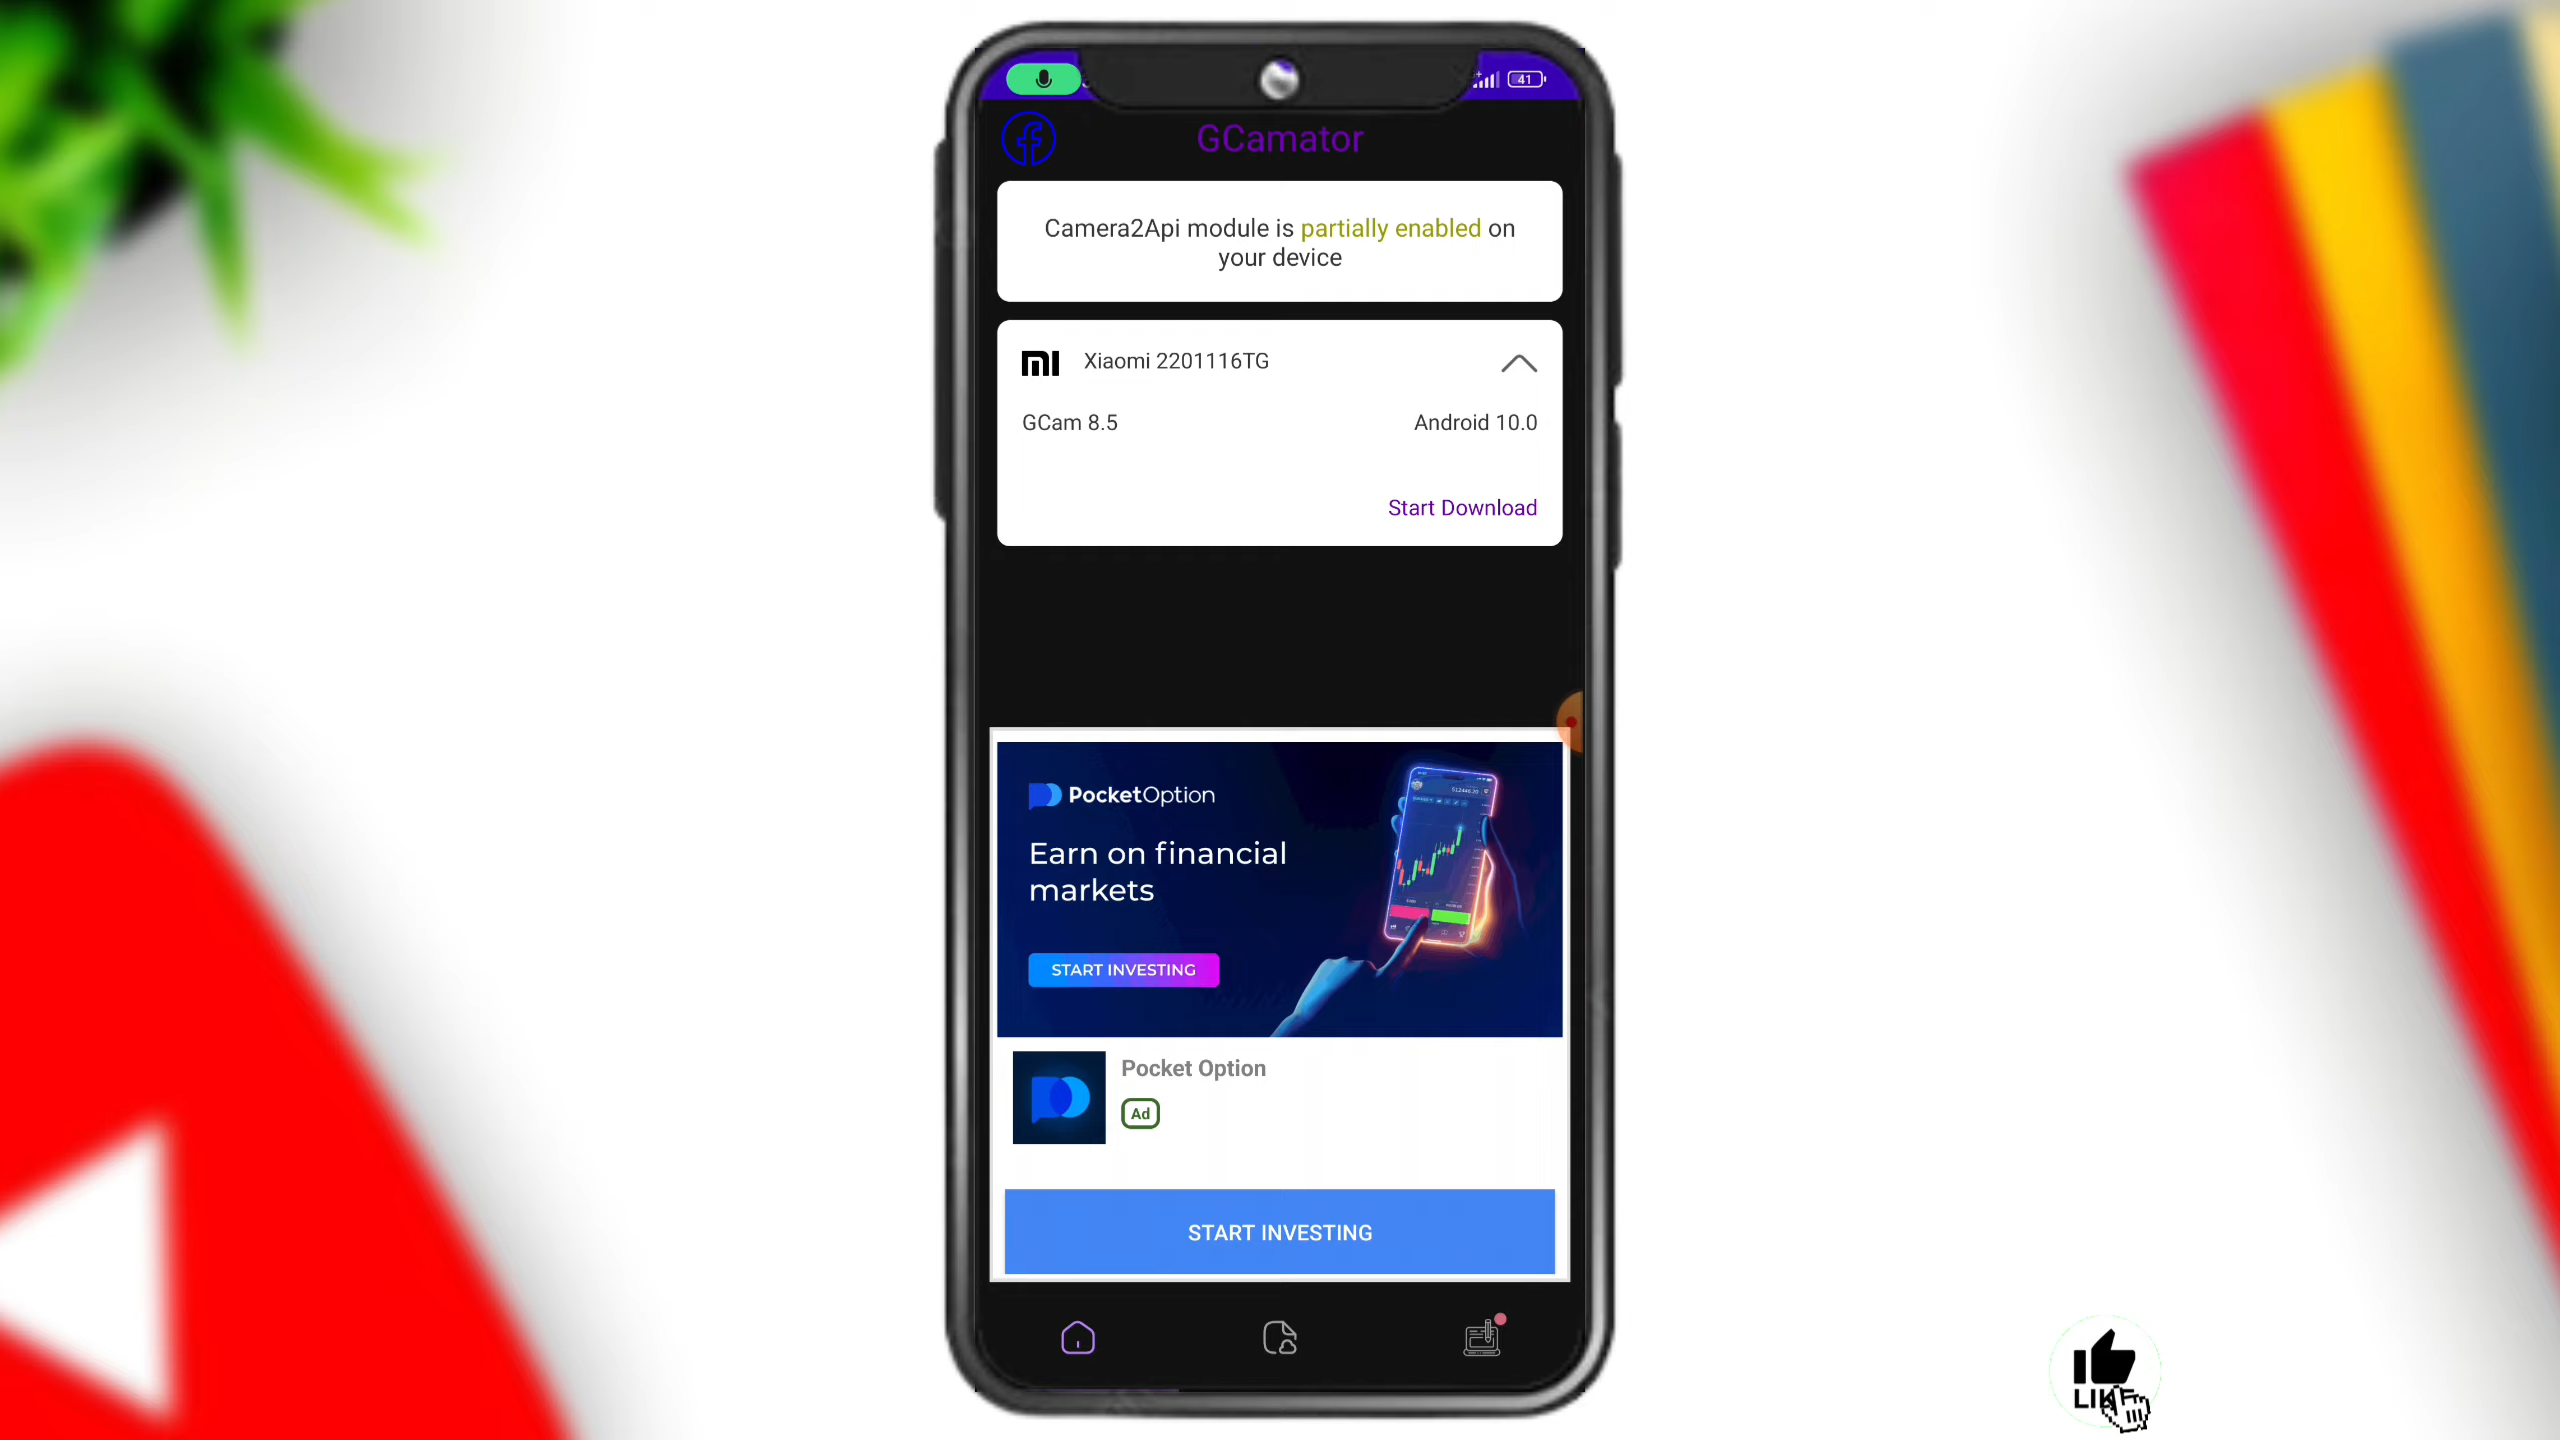 41
GCamator
Camera2Api module is partially enabled on
your device
Xiaomi 2201116TG
GCam 8.5
Android 10.0
Start Download
PocketOption
Earn on financial
markets
START INVESTING
Pocket Option
Ad
START INVESTING